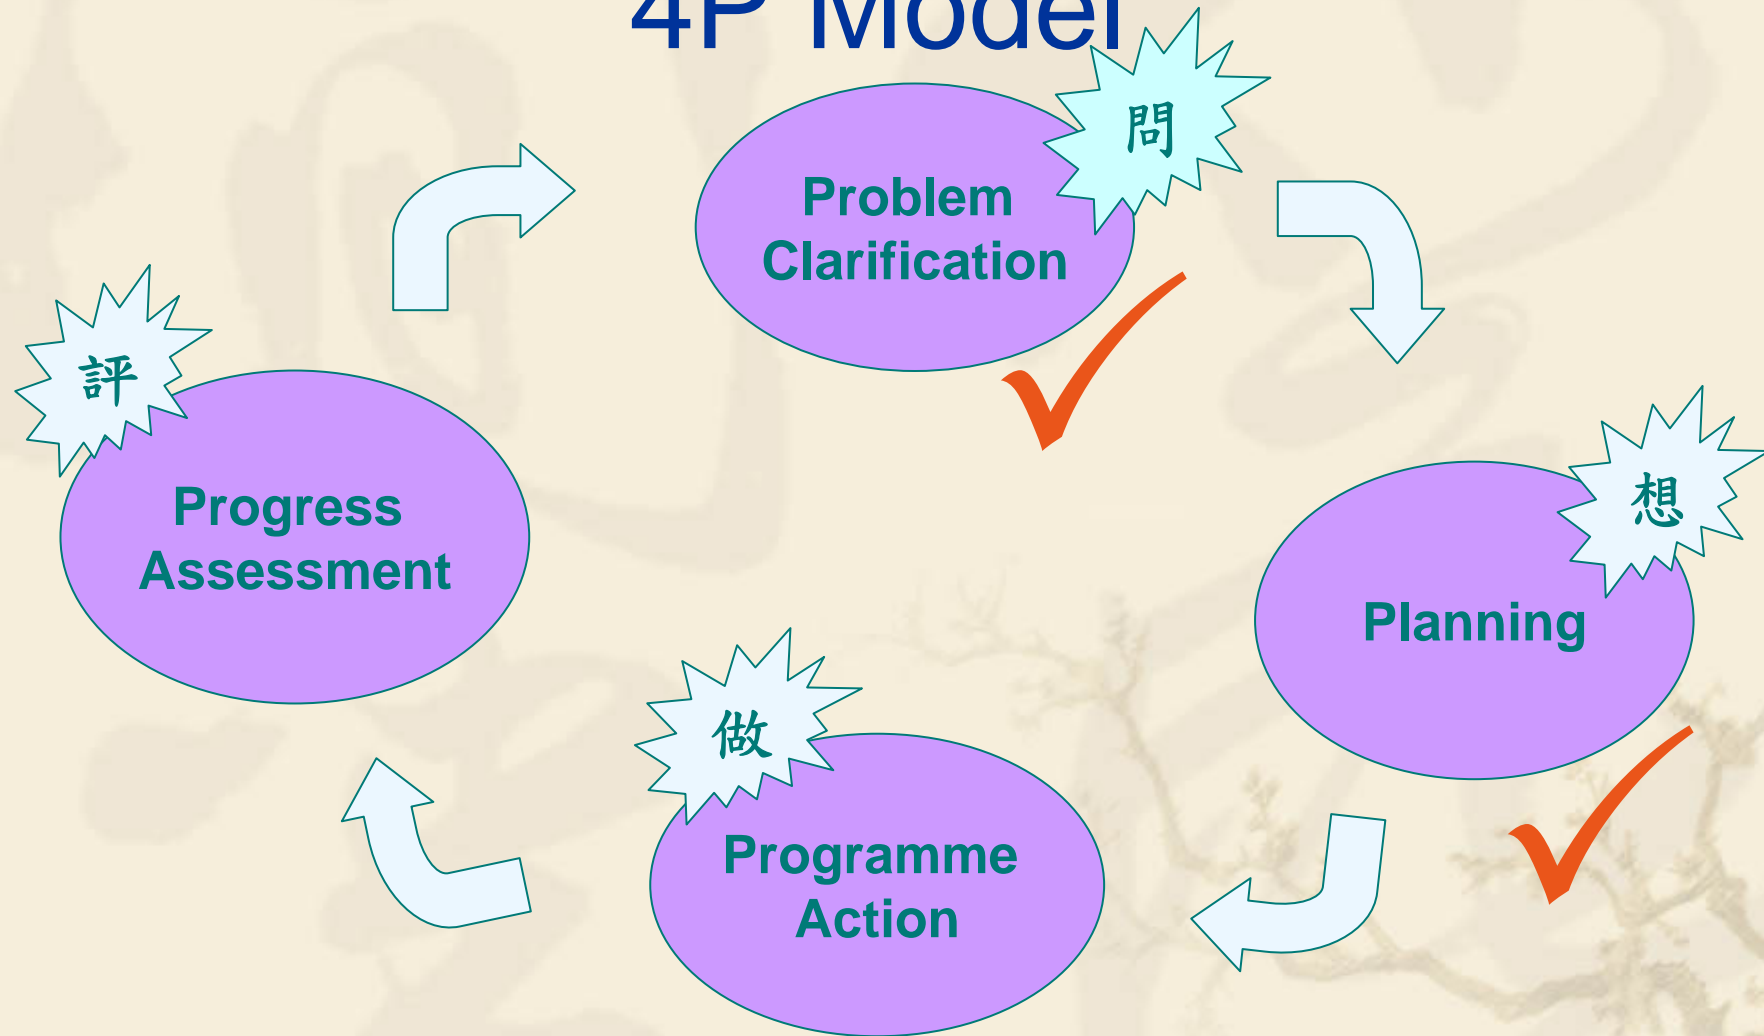 4P Model
問
Problem
Clarification
評
Progress
Assessment
想
Planning
做
Programme
Action